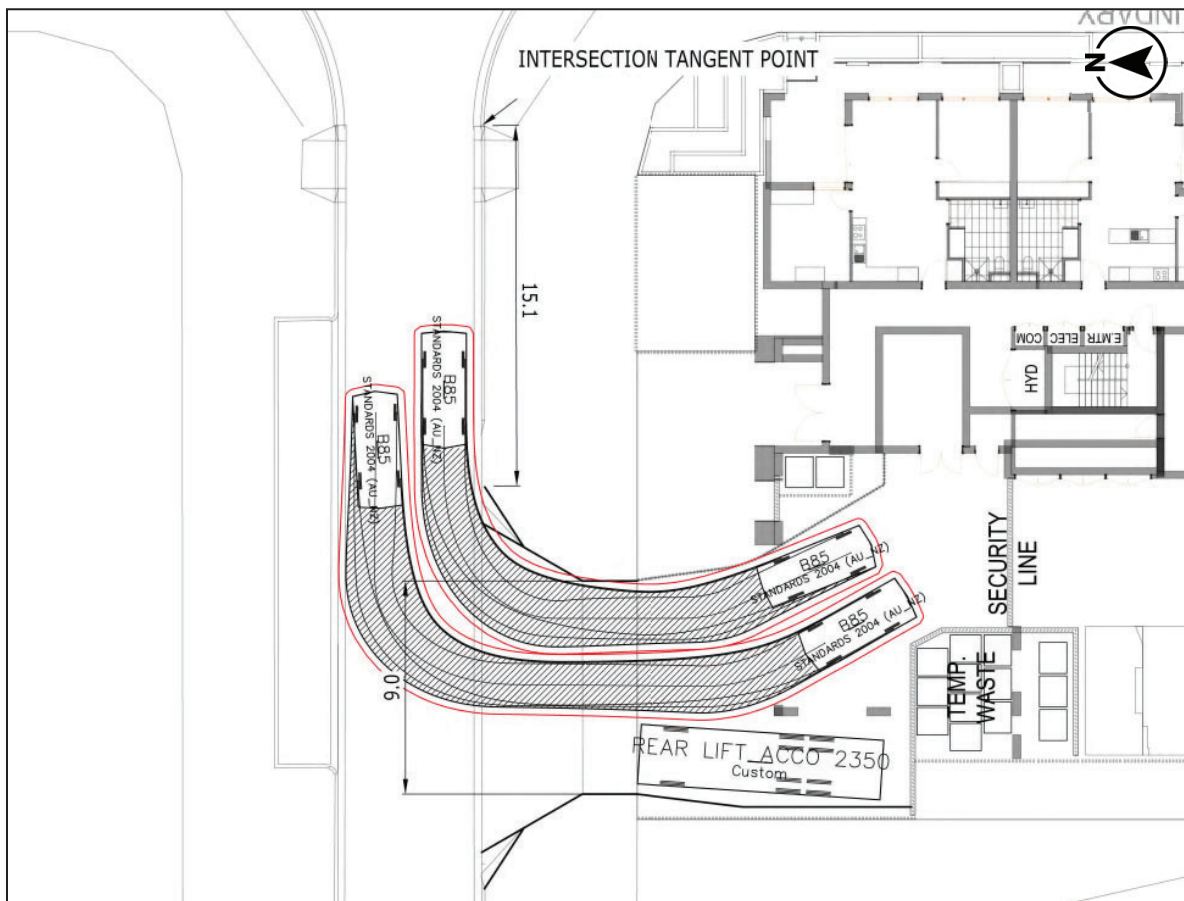 INTERSECTION TANGENT POINT
N
15.1
COM
ELEC
E.MTR
HYD
B85
STANDARDS 2004 (AU_NZ)
B85
STANDARDS 2004 (AU_NZ)
B85
STANDARDS 2004 (AU_NZ)
B85
STANDARDS 2004 (AU_NZ)
SECURITY
LINE
9.0
TEMP.
WASTE
REAR LIFT ACCO 2350
Custom